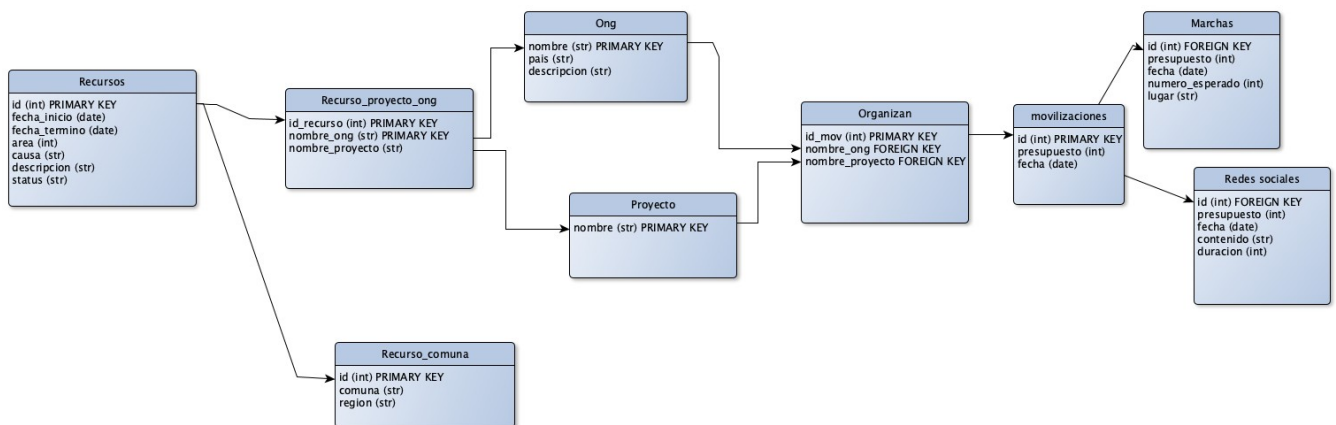 Recursos
id (int) PRIMARY KEY
fecha_inicio (date)
fecha_termino (date)
area (int)
causa (str)
descripcion (str)
status (str)
Recurso_proyecto_ong
id_recurso (int) PRIMARY KEY
nombre_ong (str) PRIMARY KEY
nombre_proyecto (str)
Recurso_comuna
id (int) PRIMARY KEY
comuna (str)
region (str)
Ong
nombre (str) PRIMARY KEY
pais (str)
descripcion (str)
Proyecto
nombre (str) PRIMARY KEY
Organizan
id_mov (int) PRIMARY KEY
nombre_ong FOREIGN KEY
nombre_proyecto FOREIGN KEY
movilizaciones
id (int) PRIMARY KEY
presupuesto (int)
fecha (date)
Marchas
id (int) FOREIGN KEY
presupuesto (int)
fecha (date)
numero_esperado (int)
lugar (str)
Redes sociales
id (int) FOREIGN KEY
presupuesto (int)
fecha (date)
contenido (str)
duracion (int)